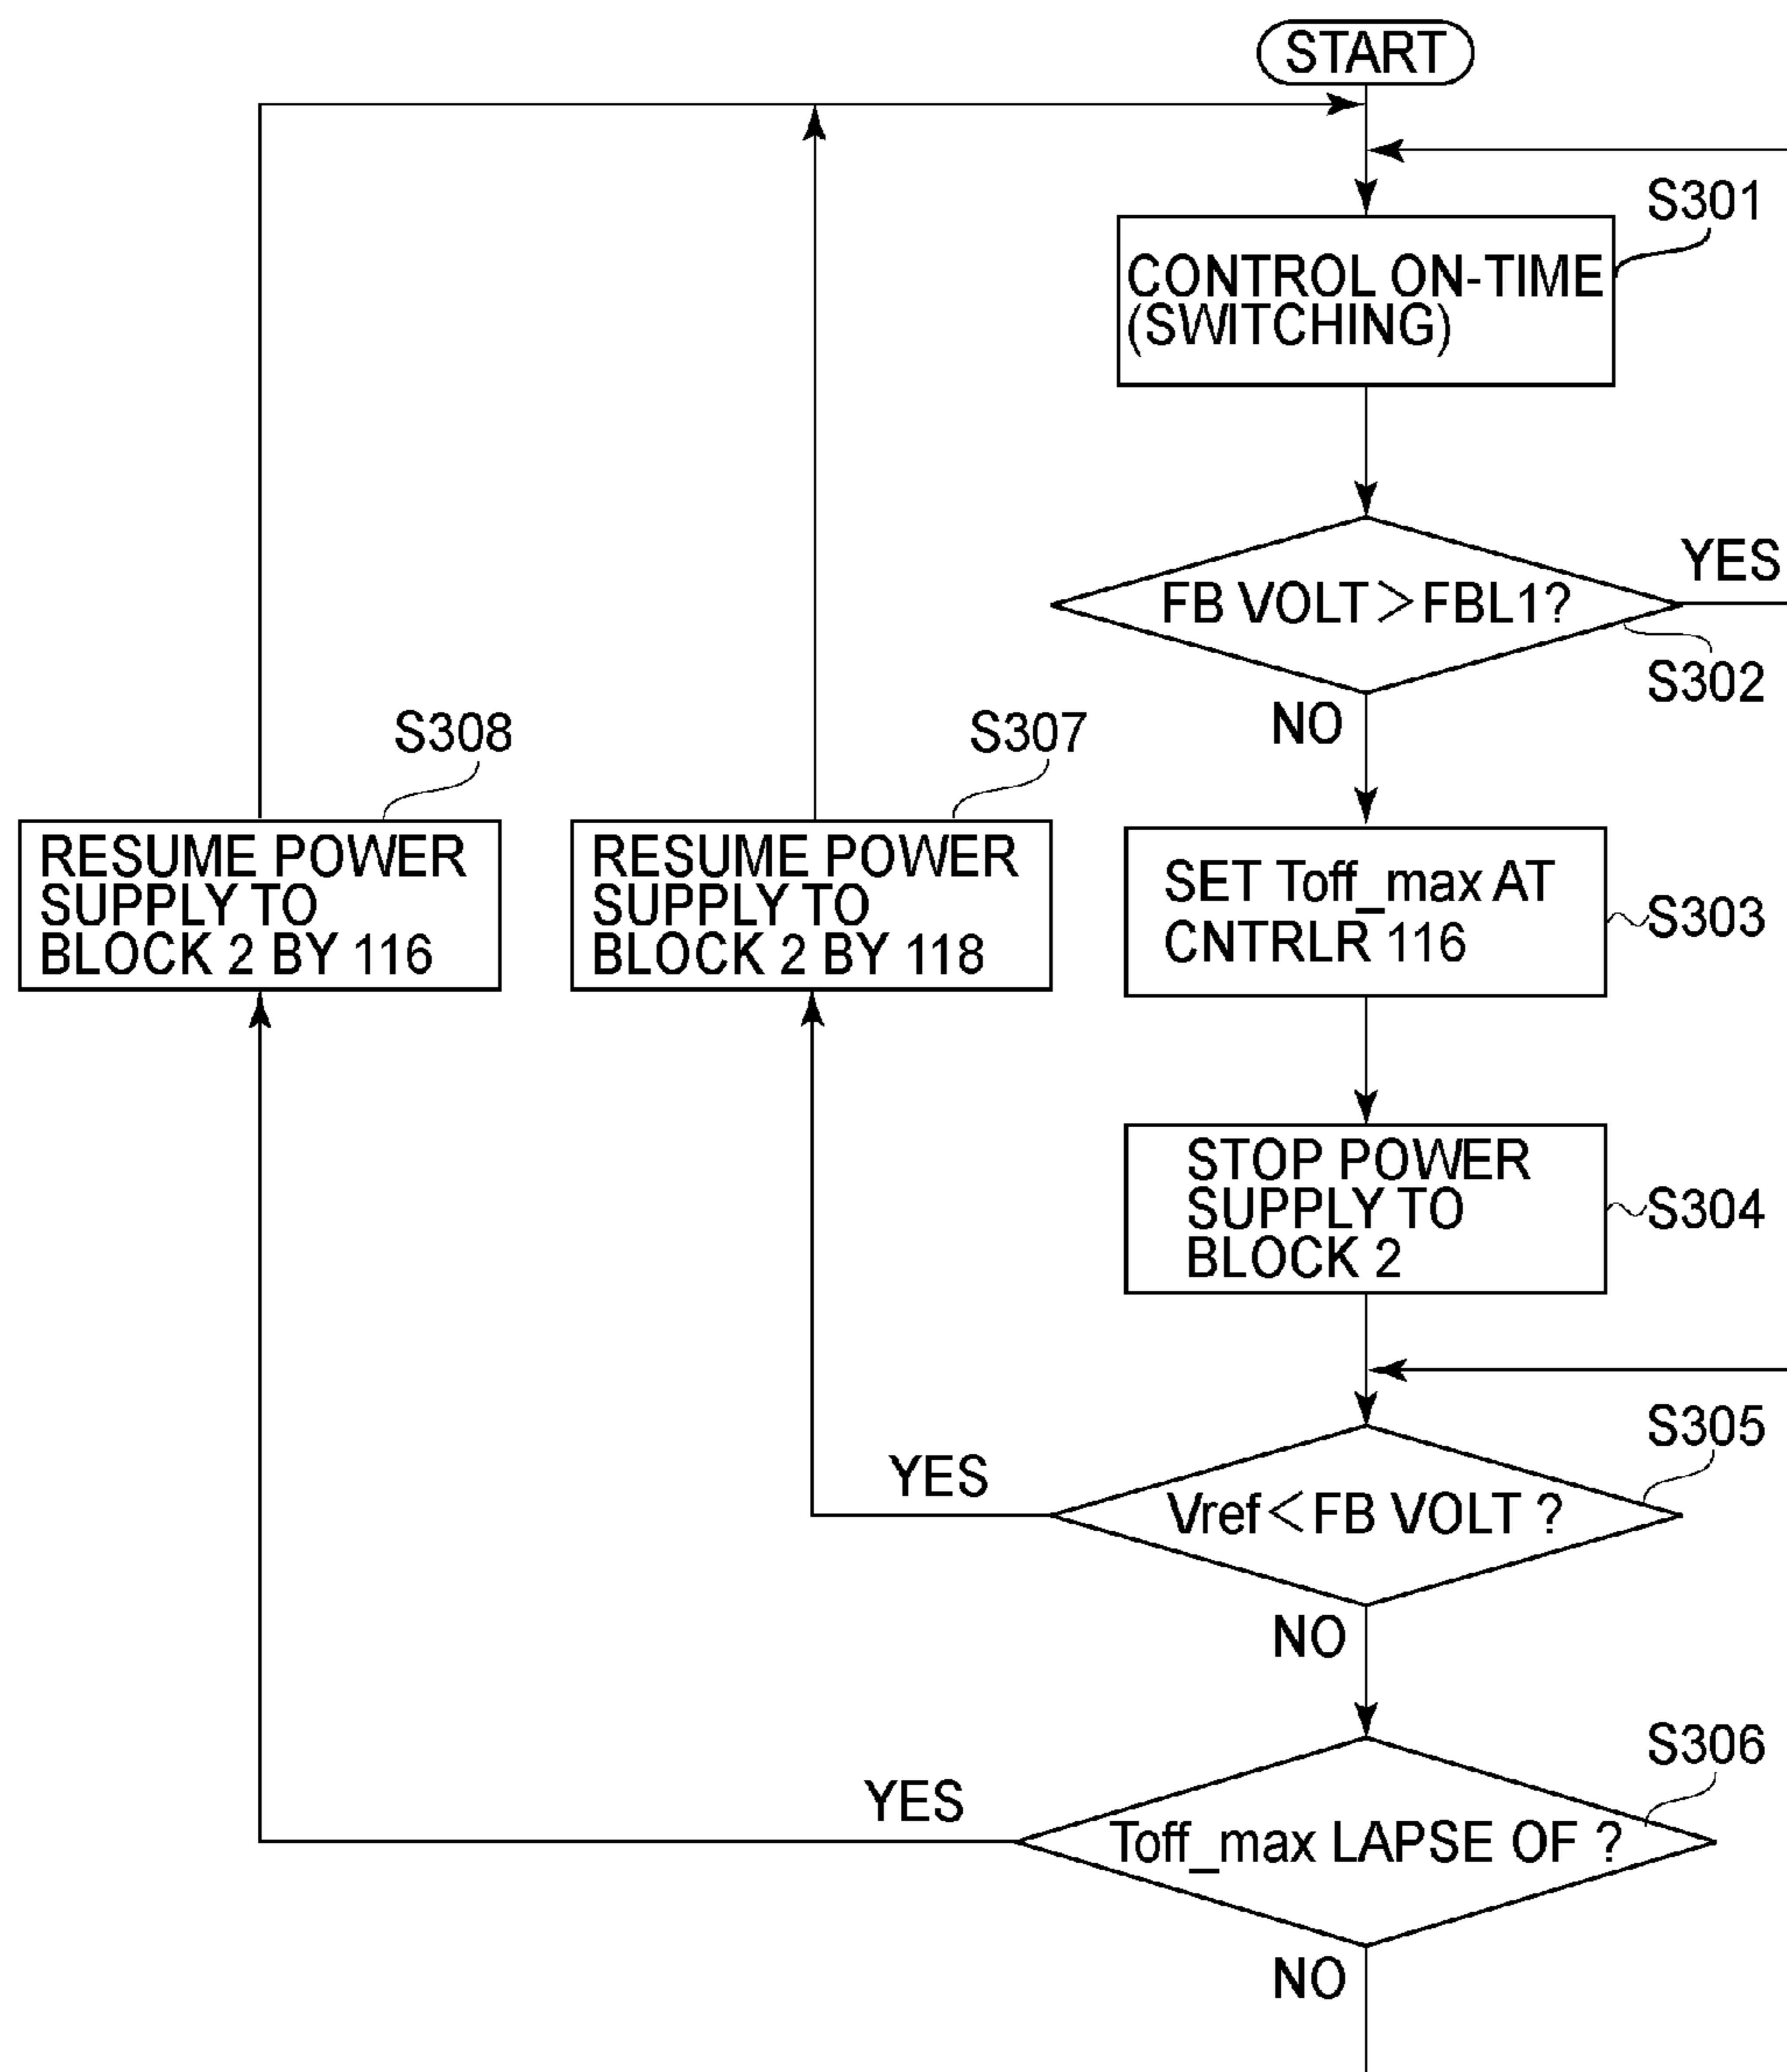 START
S301
CONTROL ON-TIME
(SWITCHING)
YES
FB VOLT>FBL1?
S302
NO
S308
S307
RESUME POWER
SUPPLY TO
BLOCK 2 BY 116
RESUME POWER
SUPPLY TO
BLOCK 2 BY 118
SET Toff_max AT
CNTRLR 116
S303
STOP POWER
SUPPLY TO
BLOCK 2
S304
S305
YES
Vref<FB VOLT ?
NO
S306
YES
Toff_max LAPSE OF ?
NO